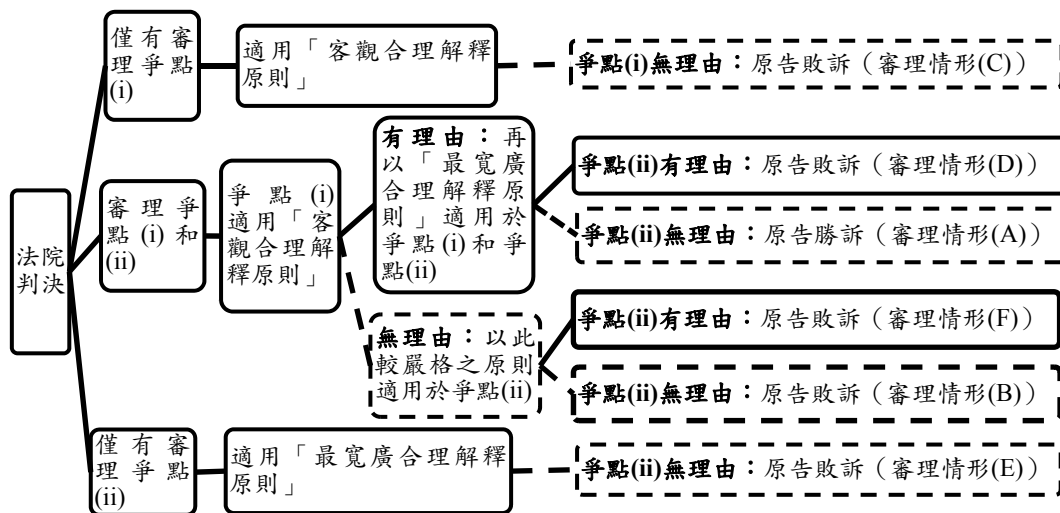 法院
判決
僅有審
理爭點
(i)
適用「客觀合理解釋
原則」
爭點(i)無理由：原告敗訴（審理情形(C)）
審理爭
點(i)和
(ii)
爭點(i)
適用「客
觀合理解
釋原則」
有理由：再
以「最寬廣
合理解釋原
則」適用於
爭點(i)和爭
點(ii)
爭點(ii)有理由：原告敗訴（審理情形(D)）
爭點(ii)無理由：原告勝訴（審理情形(A)）
無理由：以此
較嚴格之原則
適用於爭點(ii)
爭點(ii)有理由：原告敗訴（審理情形(F)）
爭點(ii)無理由：原告敗訴（審理情形(B)）
僅有審
理爭點
(ii)
適用「最寬廣合理解釋
原則」
爭點(ii)無理由：原告敗訴（審理情形(E)）